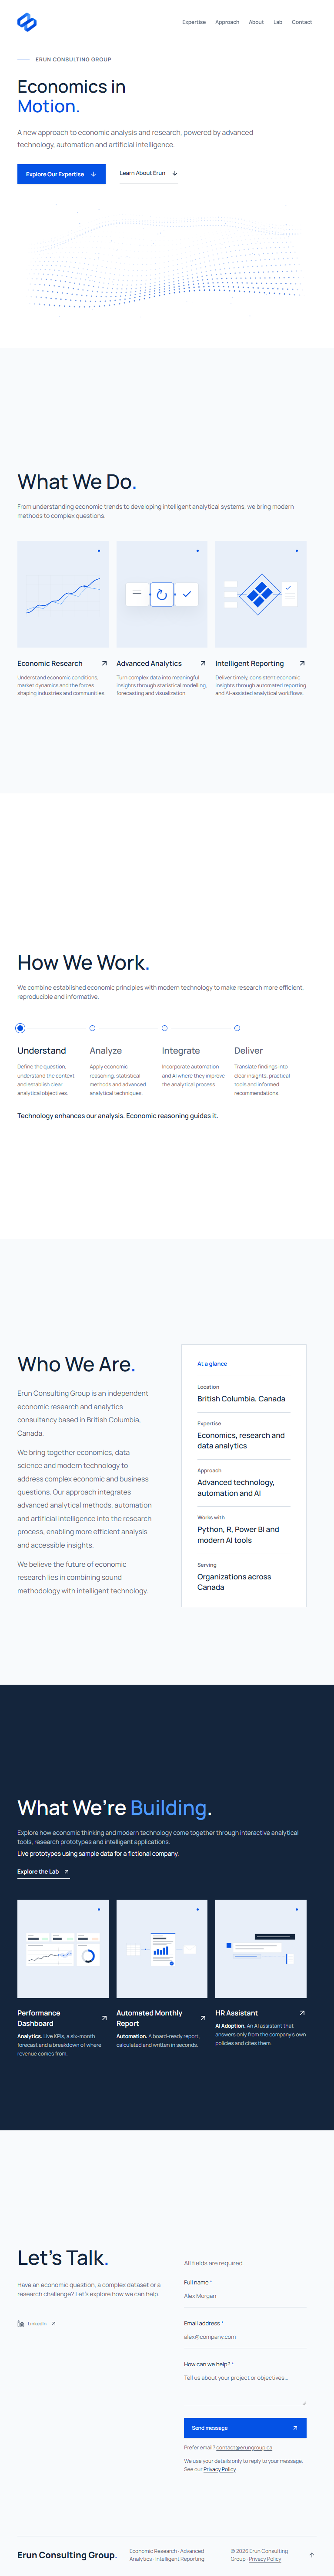 Expertise Approach About Lab Contact
ERUN CONSULTING GROUP
Economics in
Motion.
A new approach to economic analysis and research, powered by advanced
technology, automation and artificial intelligence.
Explore Our Expertise
Learn About Erun
What We Do.
From understanding economic trends to developing intelligent analytical systems, we bring modern
methods to complex questions.
Economic Research
Understand economic conditions,
market dynamics and the forces
shaping industries and communities.
Advanced Analytics
Turn complex data into meaningful
insights through statistical modelling,
forecasting and visualization.
Intelligent Reporting
Deliver timely, consistent economic
insights through automated reporting
and AI-assisted analytical workflows.
How We Work.
We combine established economic principles with modern technology to make research more efficient,
reproducible and informative.
Understand
Define the question,
understand the context
and establish clear
analytical objectives.
Analyze
Apply economic
reasoning, statistical
methods and advanced
analytical techniques.
Integrate
Incorporate automation
and AI where they improve
the analytical process.
Deliver
Translate findings into
clear insights, practical
tools and informed
recommendations.
Technology enhances our analysis. Economic reasoning guides it.
Who We Are.
Erun Consulting Group is an independent
economic research and analytics
consultancy based in British Columbia,
Canada.
We bring together economics, data
science and modern technology to
address complex economic and business
questions. Our approach integrates
advanced analytical methods, automation
and artificial intelligence into the research
process, enabling more efficient analysis
and accessible insights.
We believe the future of economic
research lies in combining sound
methodology with intelligent technology.
At a glance
Location
British Columbia, Canada
Expertise
Economics, research and
data analytics
Approach
Advanced technology,
automation and AI
Works with
Python, R, Power BI and
modern AI tools
Serving
Organizations across
Canada
What We're Building.
Explore how economic thinking and modern technology come together through interactive analytical
tools, research prototypes and intelligent applications.
Live prototypes using sample data for a fictional company.
Explore the Lab
Performance
Dashboard
Analytics. Live KPIs, a six-month
forecast and a breakdown of where
revenue comes from.
Automated Monthly
Report
Automation. A board-ready report,
calculated and written in seconds.
HR Assistant
AI Adoption. An AI assistant that
answers only from the company's own
policies and cites them.
Let's Talk.
Have an economic question, a complex dataset or a
research challenge? Let's explore how we can help.
LinkedIn
All fields are required.
Full name *
Alex Morgan
Email address *
alex@company.com
How can we help? *
Tell us about your project or objectives...
Send message
Prefer email? contact@erungroup.ca
We use your details only to reply to your message.
See our Privacy Policy.
Erun Consulting Group.
Economic Research · Advanced
Analytics · Intelligent Reporting
© 2026 Erun Consulting
Group · Privacy Policy